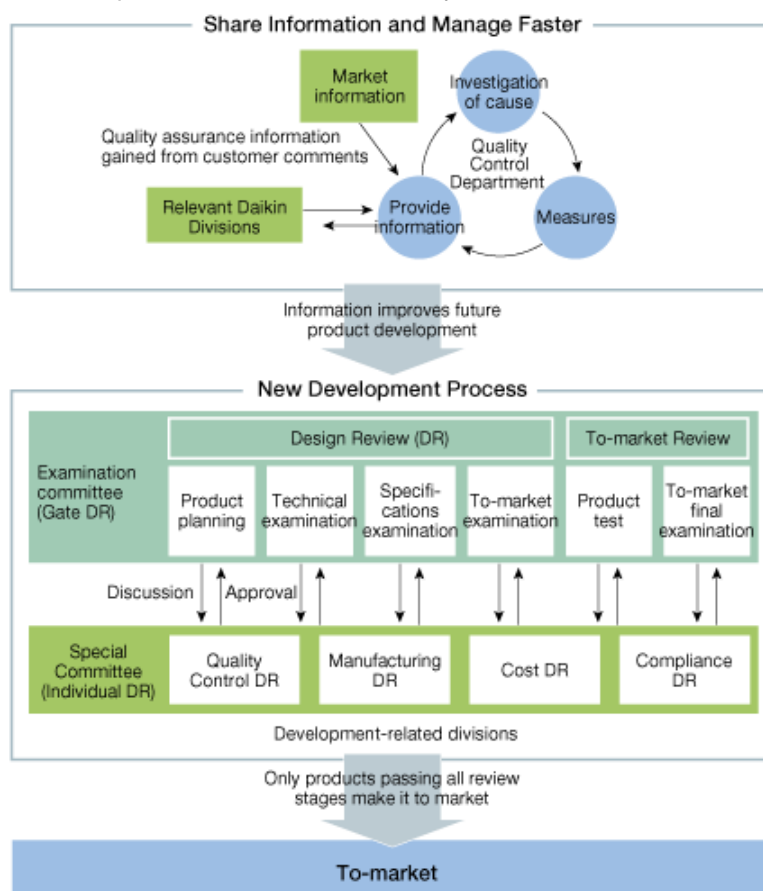 Share Information and Manage Faster
Market
information
Investigation
of cause
Quality assurance information
gained from customer comments
Quality
Control
Department
Relevant Daikin
Divisions
Provide
information
Measures
Information improves future
product development
New Development Process
Examination
committee
(Gate DR)
Design Review (DR)
To-market Review
Product
planning
Technical
examination
Specifi-
cations
examination
To-market
examination
Product
test
To-market
final
examination
Discussion
Approval
Special
Committee
(Individual DR)
Quality
Control DR
Manufacturing
DR
Cost DR
Compliance
DR
Development-related divisions
Only products passing all review
stages make it to market
To-market